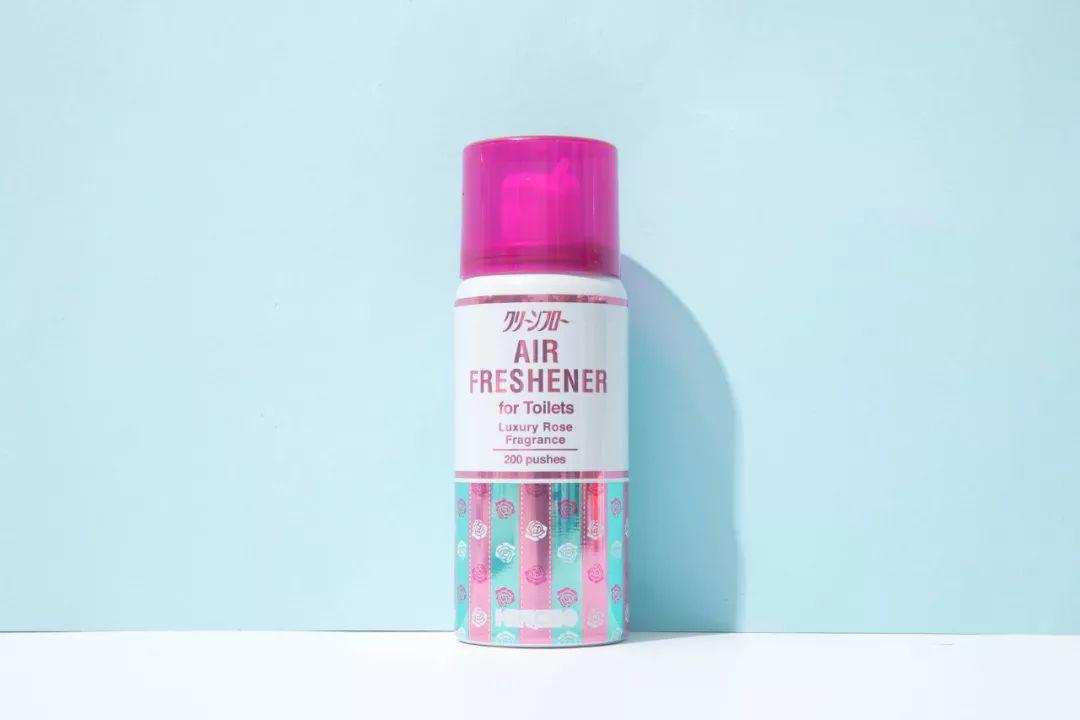 クリーンフロー
AIR
FRESHENER
for Toilets
Luxury Rose
Fragrance
200 pushes